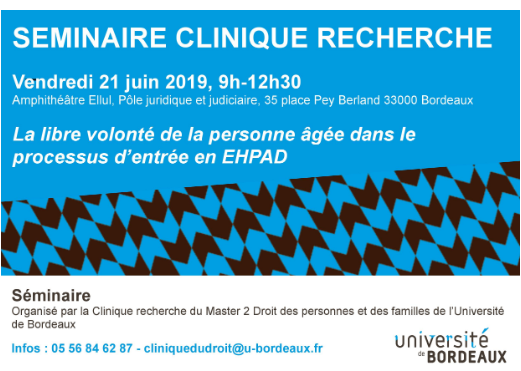 SEMINAIRE CLINIQUE RECHERCHE
Vendredi 21 juin 2019, 9h-12h30
Amphithéâtre Ellul, Pôle juridique et judiciaire, 35 place Pey Berland 33000 Bordeaux
La libre volonté de la personne âgée dans le
processus d’entrée en EHPAD
Séminaire
Organisé par la Clinique recherche du Master 2 Droit des personnes et des familles de l’Université
de Bordeaux
Infos : 05 56 84 62 87 - cliniquedudroit@u-bordeaux.fr
université
de BORDEAUX